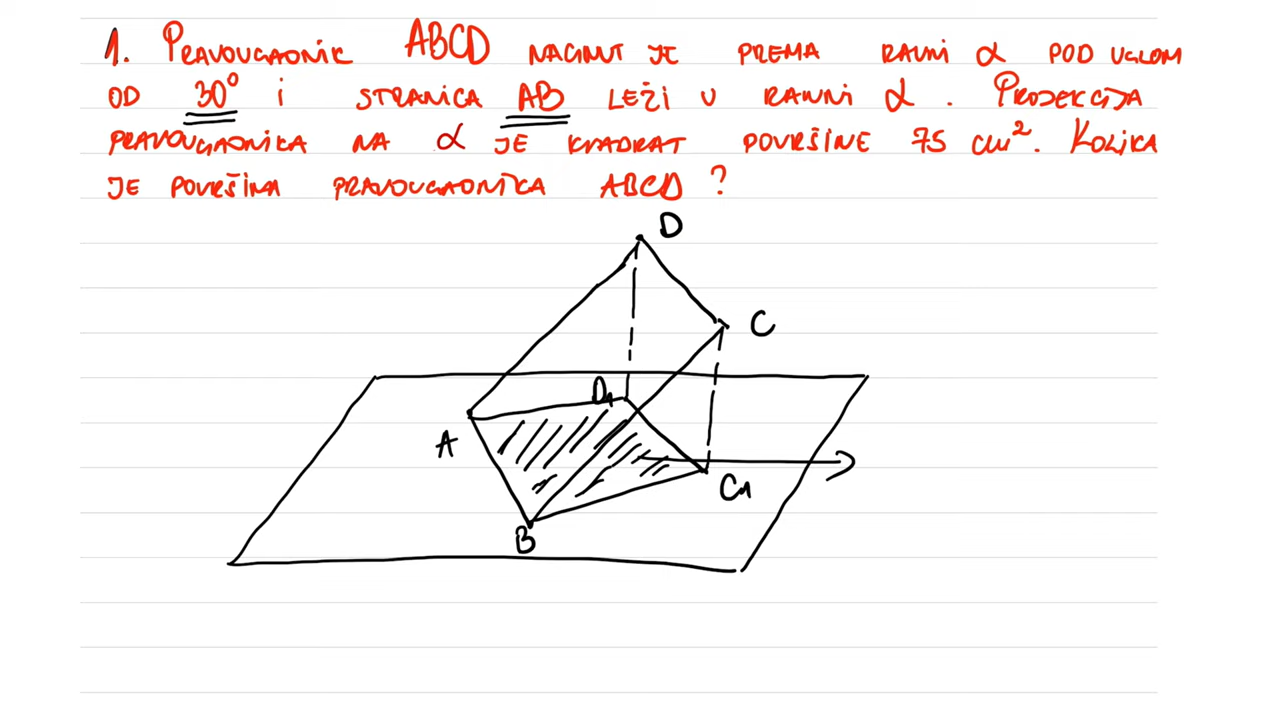 1. PRAVOUGAONIK ABCD NAGNUT JE PREMA RAVNI α POD UGLOM
OD 30° I STRANICA AB LEŽI U RAVNI α. PROJEKCIJA
PRAVOUGAONIKA NA α JE KVADRAT POVRŠINE 75 cm². KOLIKA
JE POVRŠINA PRAVOUGAONIKA ABCD?
D
C
D₁
A
C₁
B